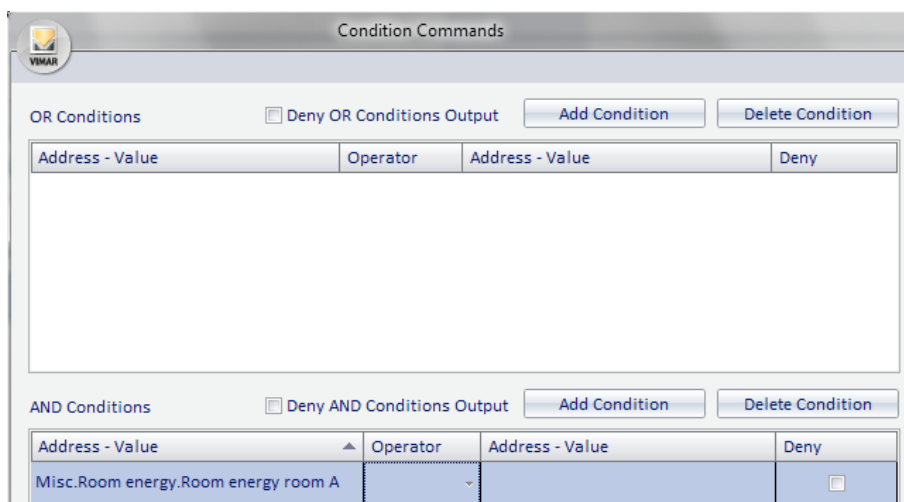 Condition Commands
VIMAR
OR Conditions Deny OR Conditions Output Add Condition Delete Condition
Address - Value Operator Address - Value Deny
AND Conditions Deny AND Conditions Output Add Condition Delete Condition
Address - Value Operator Address - Value Deny
Misc.Room energy.Room energy room A